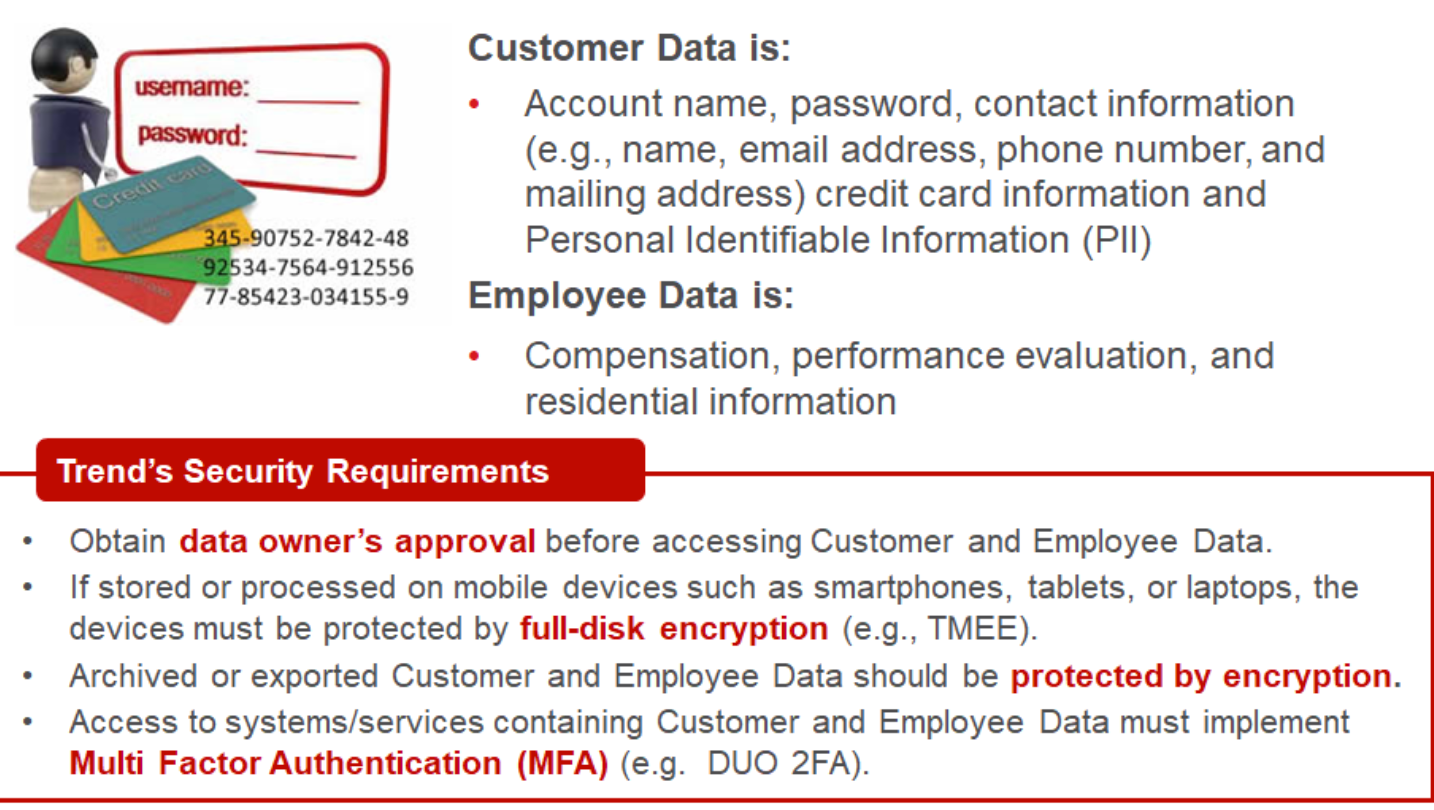 username: ________
password: ________
Credit card
345-90752-7842-48
92534-7564-912556
77-85423-034155-9
Customer Data is:
• Account name, password, contact information
(e.g., name, email address, phone number, and
mailing address) credit card information and
Personal Identifiable Information (PII)
Employee Data is:
• Compensation, performance evaluation, and
residential information
Trend's Security Requirements
• Obtain data owner's approval before accessing Customer and Employee Data.
• If stored or processed on mobile devices such as smartphones, tablets, or laptops, the
devices must be protected by full-disk encryption (e.g., TMEE).
• Archived or exported Customer and Employee Data should be protected by encryption.
• Access to systems/services containing Customer and Employee Data must implement
Multi Factor Authentication (MFA) (e.g. DUO 2FA).